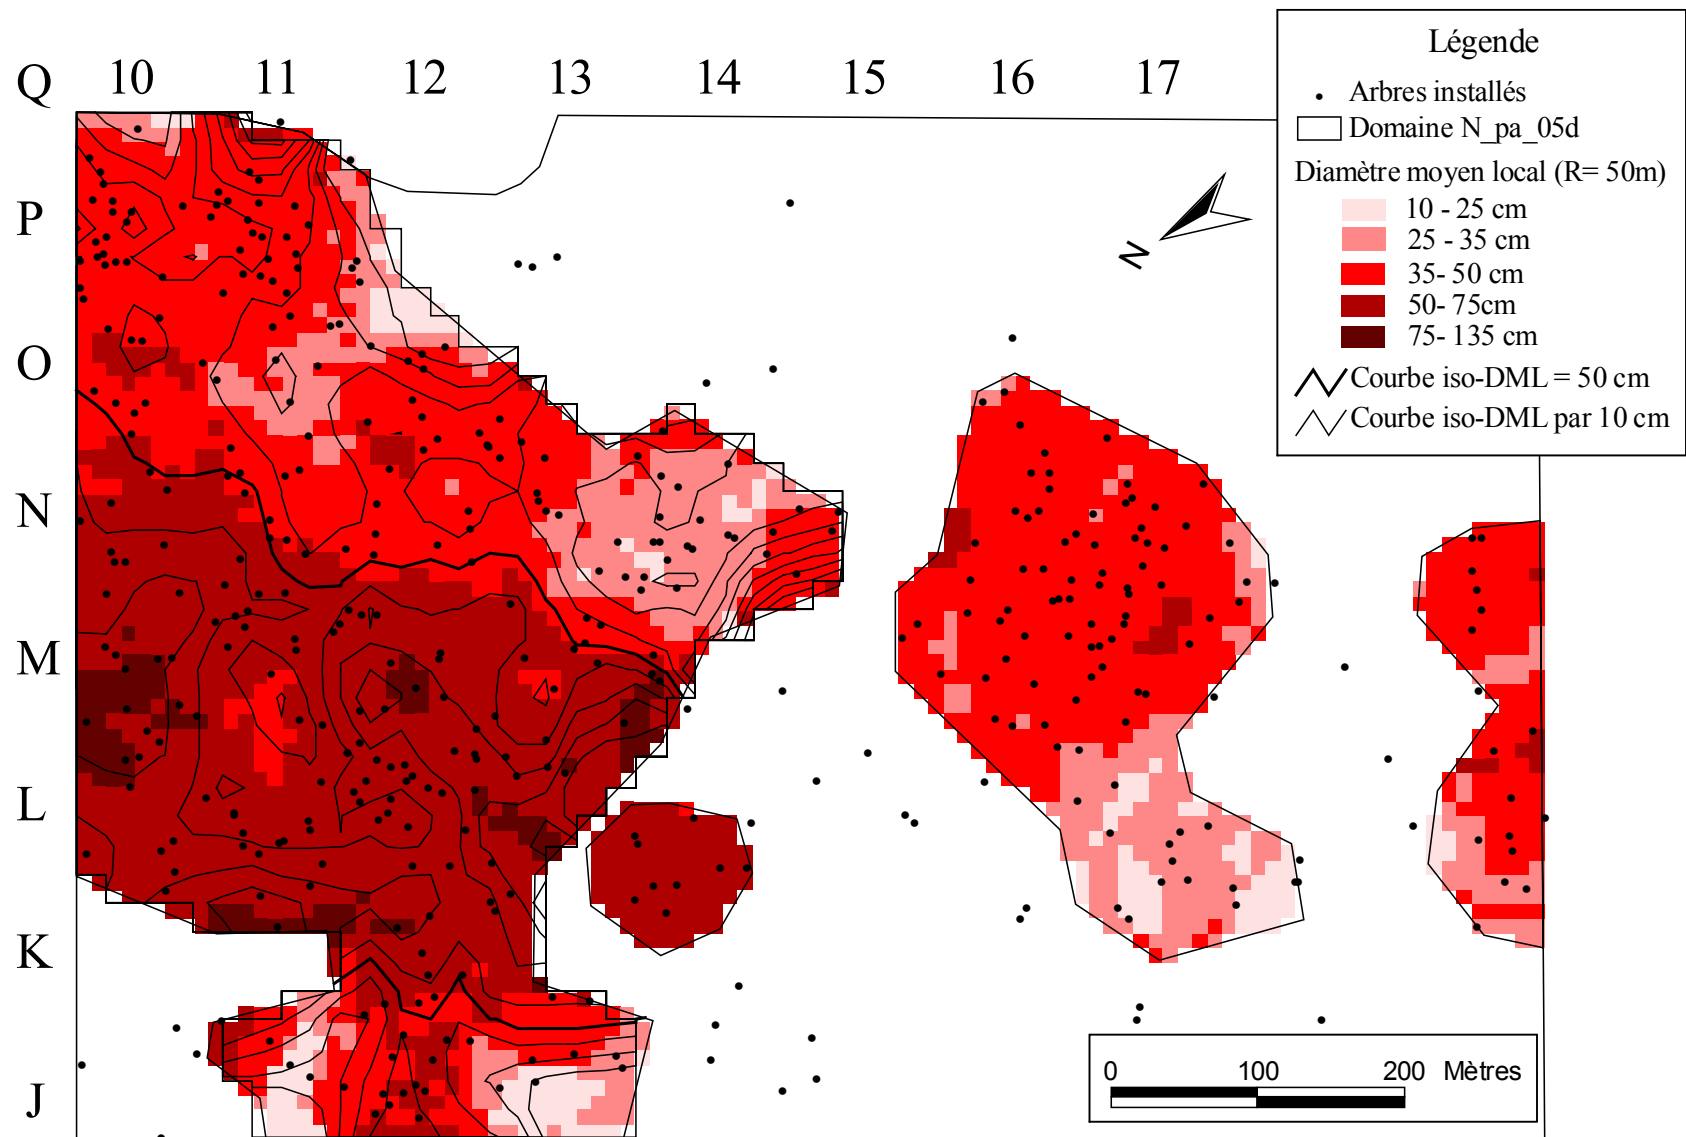 Q 10 11 12 13 14 15 16 17
P
O
N
M
L
K
J
N
Légende
Arbres installés
Domaine N_pa_05d
Diamètre moyen local (R= 50m)
10 - 25 cm
25 - 35 cm
35- 50 cm
50- 75cm
75- 135 cm
Courbe iso-DML = 50 cm
Courbe iso-DML par 10 cm
0 100 200 Mètres